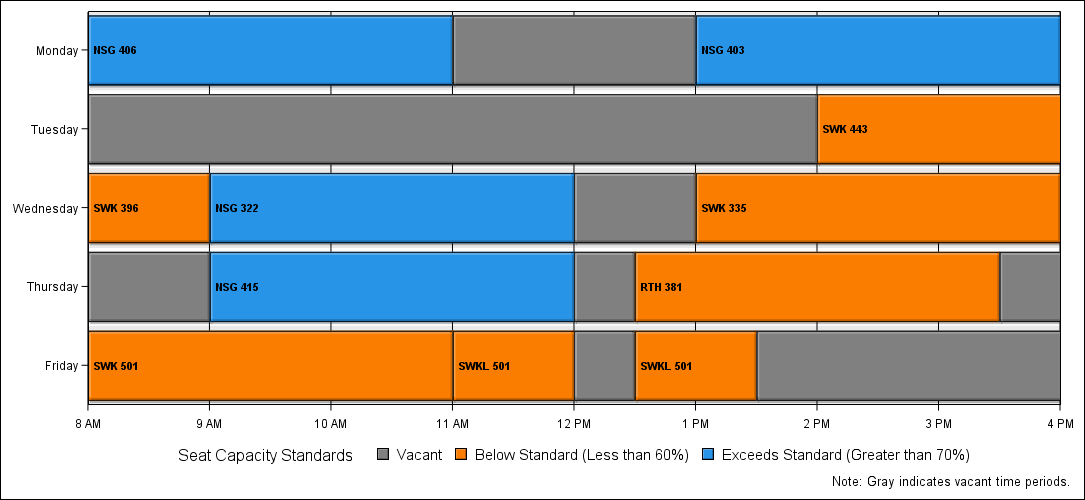 Monday NSG 406 NSG 403
Tuesday SWK 443
Wednesday SWK 396 NSG 322 SWK 335
Thursday NSG 415 RTH 381
Friday SWK 501 SWKL 501 SWKL 501
8 AM 9 AM 10 AM 11 AM 12 PM 1 PM 2 PM 3 PM 4 PM
Seat Capacity Standards Vacant Below Standard (Less than 60%) Exceeds Standard (Greater than 70%)
Note: Gray indicates vacant time periods.